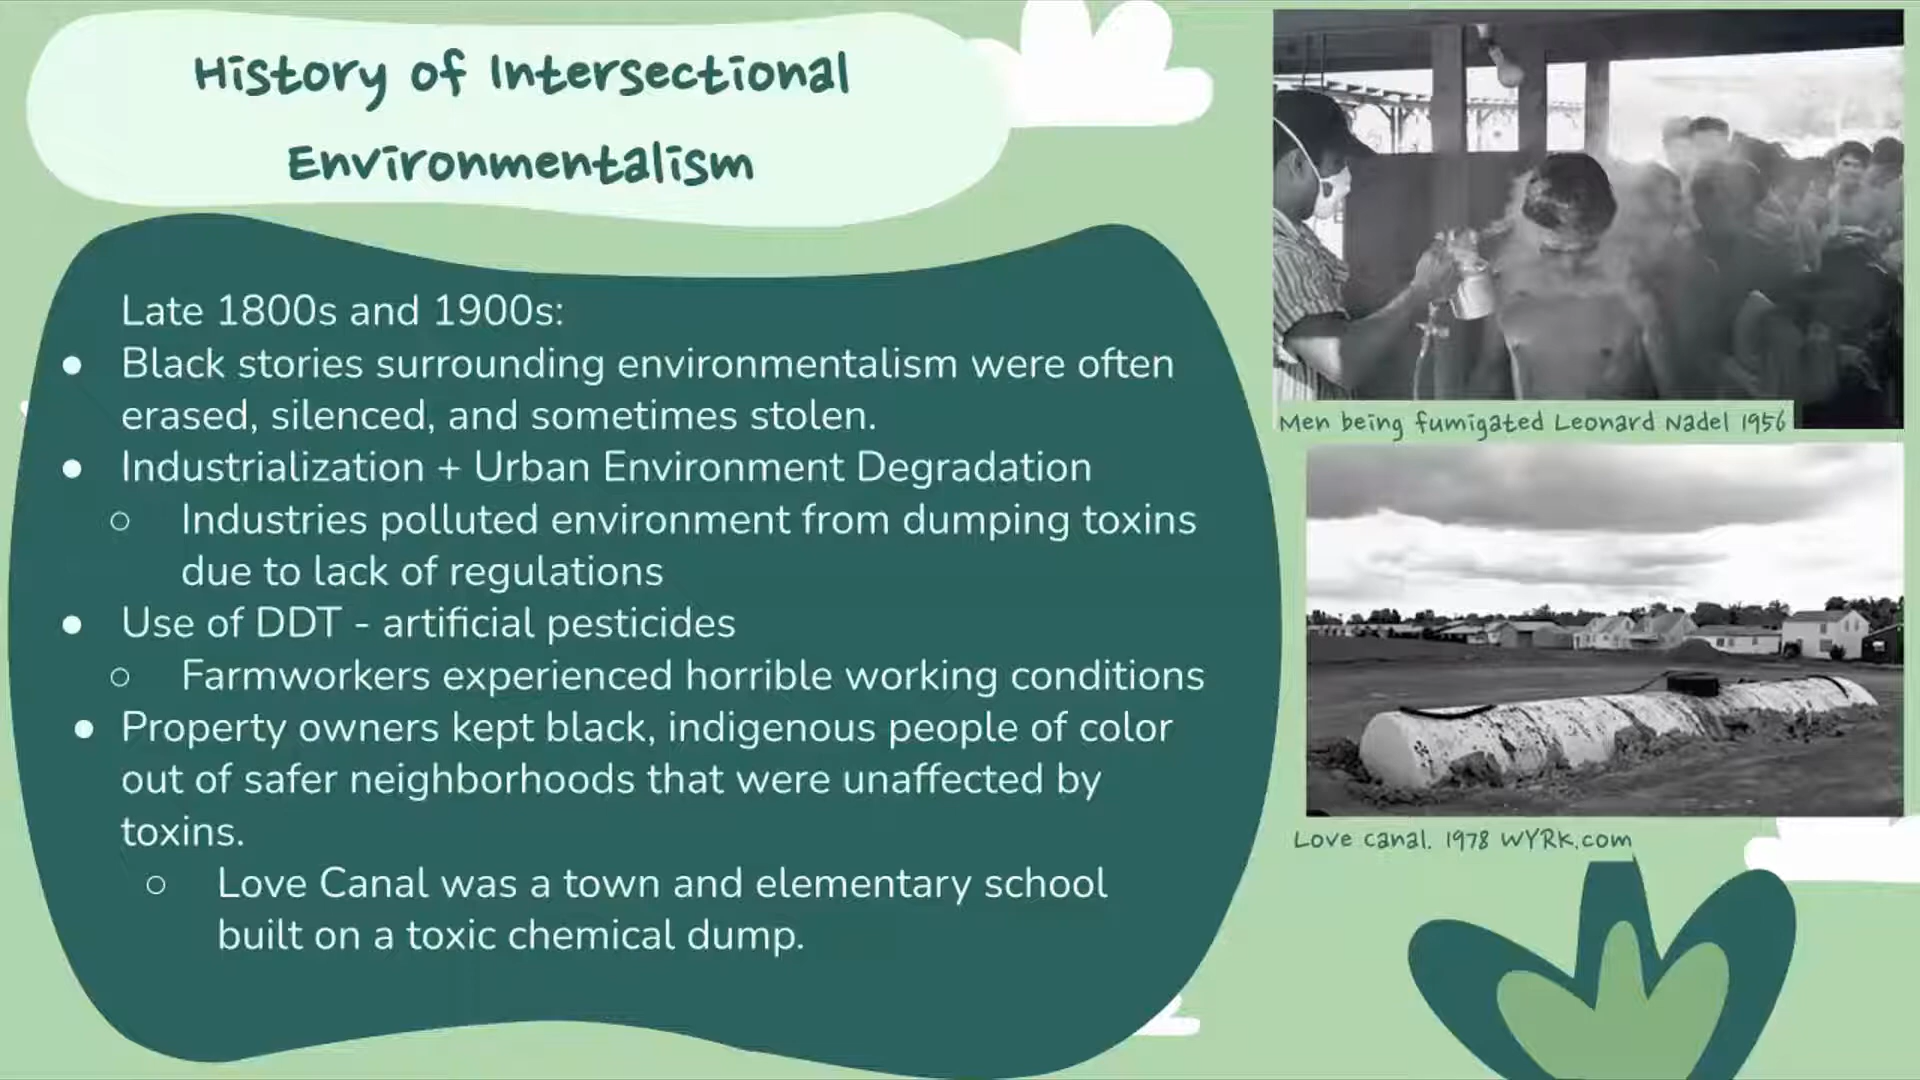 History of Intersectional
Environmentalism
Late 1800s and 1900s:
● Black stories surrounding environmentalism were often
erased, silenced, and sometimes stolen.
● Industrialization + Urban Environment Degradation
○ Industries polluted environment from dumping toxins
due to lack of regulations
● Use of DDT - artificial pesticides
○ Farmworkers experienced horrible working conditions
● Property owners kept black, indigenous people of color
out of safer neighborhoods that were unaffected by
toxins.
○ Love Canal was a town and elementary school
built on a toxic chemical dump.
Men being fumigated Leonard Nadel 1956
Love canal. 1978 WYRK.com